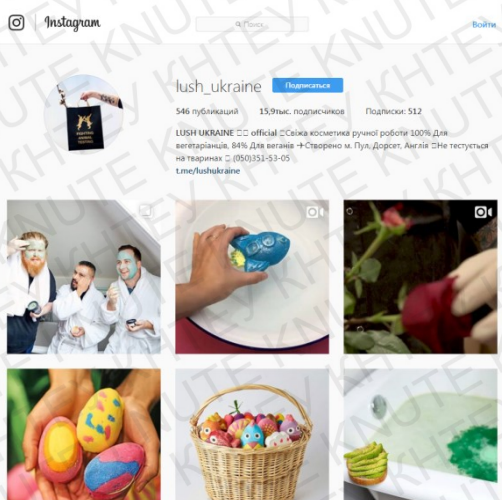 Instagram
Поиск
Войти
lush_ukraine Подписаться
546 публикаций 15,9тыс. подписчиков Подписки: 512
LUSH UKRAINE □□ official □Свіжа косметика ручної роботи 100% Для
вегетаріанців, 84% Для веганів →Створено м. Пул, Дорсет, Англія □Не тестується
на тваринах □ (050)351-53-05
t.me/lushukraine
KNUTE KHTEY